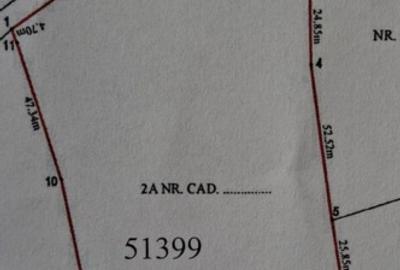 1
4.70m
11
24.85m
NR.
4
47.34m
52.52m
10
2A NR. CAD. ............
5
51399
25.85m